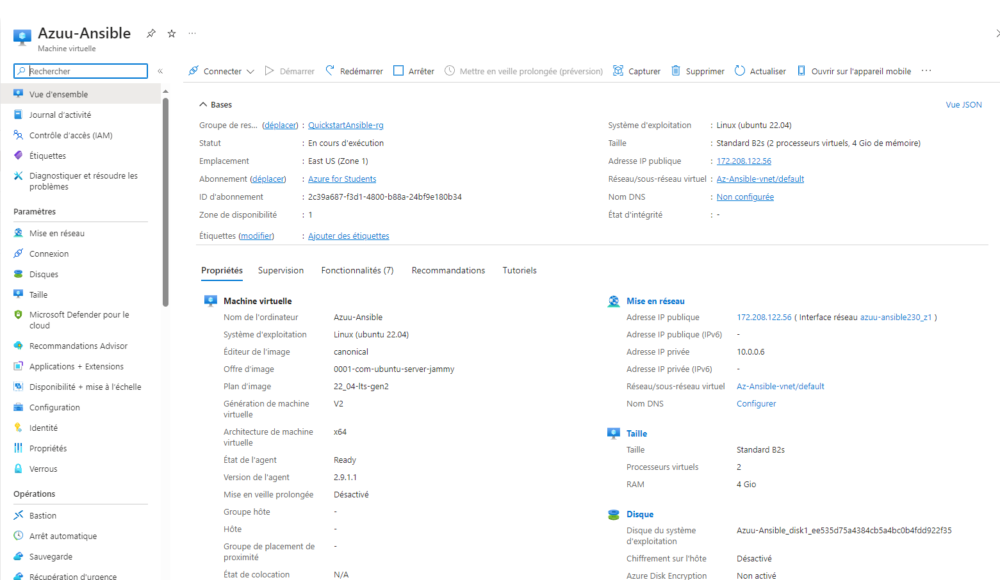 Azuu-Ansible
Machine virtuelle
Rechercher
Vue d'ensemble
Journal d'activité
Contrôle d'accès (IAM)
Étiquettes
Diagnostiquer et résoudre les
problèmes
Paramètres
Mise en réseau
Connexion
Disques
Taille
Microsoft Defender pour le
cloud
Recommandations Advisor
Applications + Extensions
Disponibilité + mise à l'échelle
Configuration
Identité
Propriétés
Verrous
Opérations
Bastion
Arrêt automatique
Sauvegarde
Récupération d'urgence
Connecter Démarrer Redémarrer Arrêter Mettre en veille prolongée (préversion) Capturer Supprimer Actualiser Ouvrir sur l'appareil mobile
Bases
Vue JSON
Groupe de res... (déplacer) : QuickstartAnsible-rg
Statut : En cours d'exécution
Emplacement : East US (Zone 1)
Abonnement (déplacer) : Azure for Students
ID d'abonnement : 2c39a687-f3d1-4800-b88a-24bf9e180b34
Zone de disponibilité : 1
Système d'exploitation : Linux (ubuntu 22.04)
Taille : Standard B2s (2 processeurs virtuels, 4 Gio de mémoire)
Adresse IP publique : 172.208.122.56
Réseau/sous-réseau virtuel : Az-Ansible-vnet/default
Nom DNS : Non configurée
État d'intégrité : -
Étiquettes (modifier) : Ajouter des étiquettes
Propriétés Supervision Fonctionnalités (7) Recommandations Tutoriels
Machine virtuelle
Nom de l'ordinateur Azuu-Ansible
Système d'exploitation Linux (ubuntu 22.04)
Éditeur de l'image canonical
Offre d'image 0001-com-ubuntu-server-jammy
Plan d'image 22_04-lts-gen2
Génération de machine V2
virtuelle
Architecture de machine x64
virtuelle
État de l'agent Ready
Version de l'agent 2.9.1.1
Mise en veille prolongée Désactivé
Groupe hôte -
Hôte -
Groupe de placement de -
proximité
État de colocation N/A
Mise en réseau
Adresse IP publique 172.208.122.56 ( Interface réseau azuu-ansible230_z1 )
Adresse IP publique (IPv6) -
Adresse IP privée 10.0.0.6
Adresse IP privée (IPv6) -
Réseau/sous-réseau virtuel Az-Ansible-vnet/default
Nom DNS Configurer
Taille
Taille Standard B2s
Processeurs virtuels 2
RAM 4 Gio
Disque
Disque du système Azuu-Ansible_disk1_ee535d75a4384cb5a4bc0b4fdd922f35
d'exploitation
Chiffrement sur l'hôte Désactivé
Azure Disk Encryption Non activé